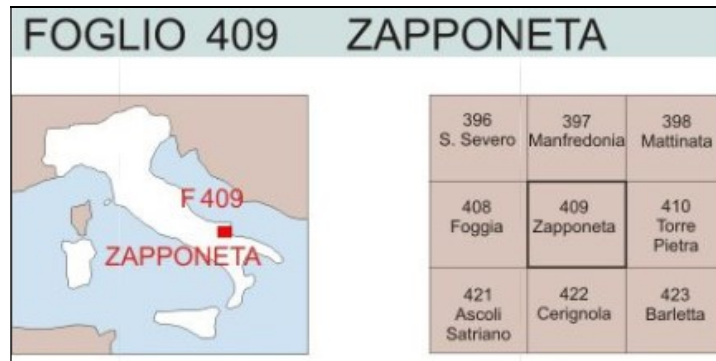 FOGLIO 409 ZAPPONETA
F 409
ZAPPONETA
396
S. Severo
397
Manfredonia
398
Mattinata
408
Foggia
409
Zapponeta
410
Torre
Pietra
421
Ascoli
Satriano
422
Cerignola
423
Barletta